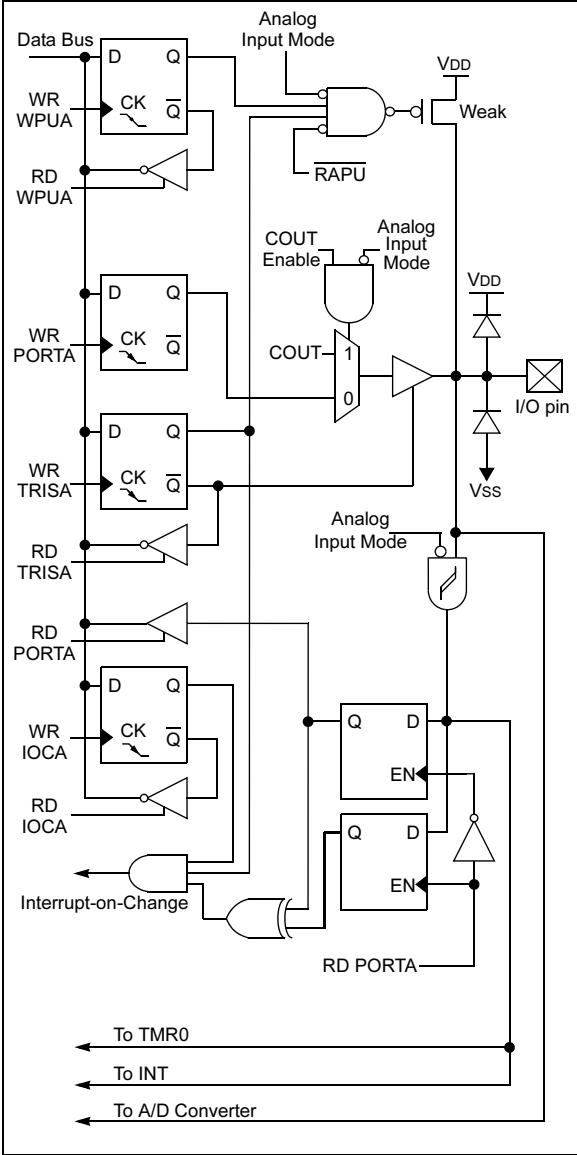 Analog
Input Mode
Data Bus
D
Q
VDD
WR
WPUA
CK
Q
Weak
RD
WPUA
RAPU
COUT
Enable
Analog
Input
Mode
D
Q
VDD
WR
PORTA
CK
Q
COUT
1
0
I/O pin
D
Q
WR
TRISA
CK
Q
VSS
Analog
Input Mode
RD
TRISA
RD
PORTA
D
Q
Q
D
WR
IOCA
CK
Q
EN
RD
IOCA
Q
D
EN
Interrupt-on-Change
RD PORTA
To TMR0
To INT
To A/D Converter